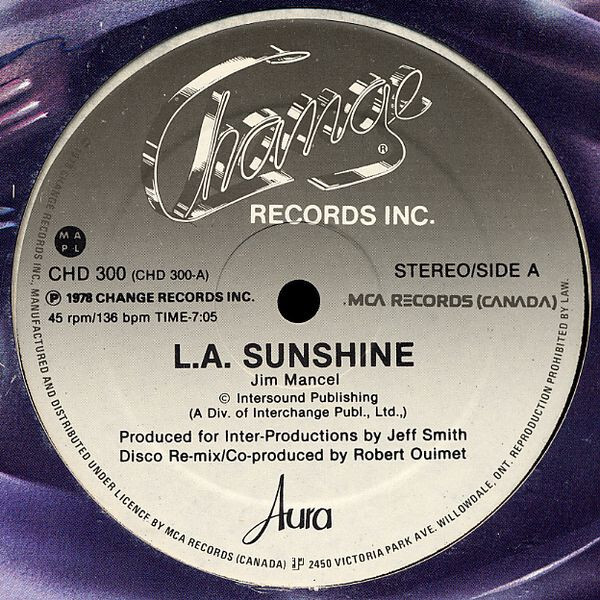 Change ®
RECORDS INC.
M A
P L
CHD 300 (CHD 300-A)
STEREO/SIDE A
Ⓟ 1978 CHANGE RECORDS INC.
MCA RECORDS (CANADA)
45 rpm/136 bpm TIME-7:05
L.A. SUNSHINE
Jim Mancel
© Intersound Publishing
(A Div. of Interchange Publ., Ltd.,)
Produced for Inter-Productions by Jeff Smith
Disco Re-mix/Co-produced by Robert Ouimet
Aura
© 1978 CHANGE RECORDS INC., MANUFACTURED AND DISTRIBUTED UNDER LICENCE BY MCA RECORDS (CANADA) 2450 VICTORIA PARK AVE. WILLOWDALE, ONT. REPRODUCTION PROHIBITED BY LAW.